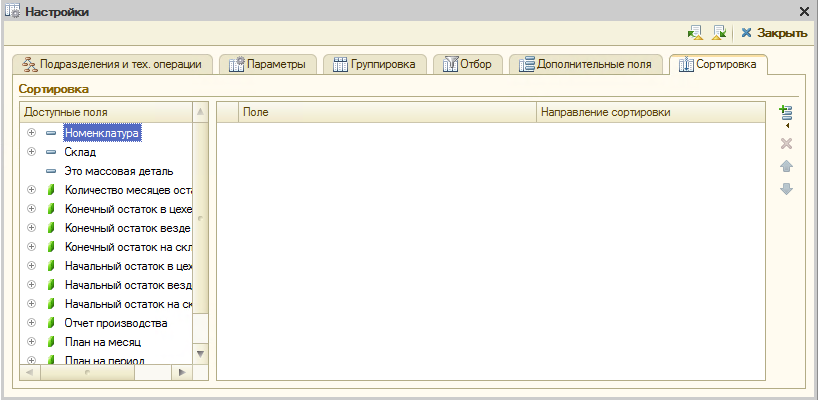 Настройки
Закрыть
Подразделения и тех. операции
Параметры
Группировка
Отбор
Дополнительные поля
Сортировка
Сортировка
Доступные поля
Поле
Направление сортировки
Номенклатура
Склад
Это массовая деталь
Количество месяцев оста
Конечный остаток в цехе
Конечный остаток везде
Конечный остаток на скл
Начальный остаток в цех
Начальный остаток везд
Начальный остаток на ск
Отчет производства
План на месяц
План на период